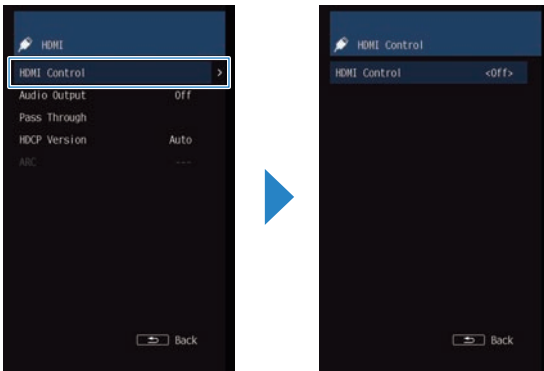 HDMI
HDMI Control >
Audio Output Off
Pass Through
HDCP Version Auto
ARC ---
Back
HDMI Control
HDMI Control <Off>
Back